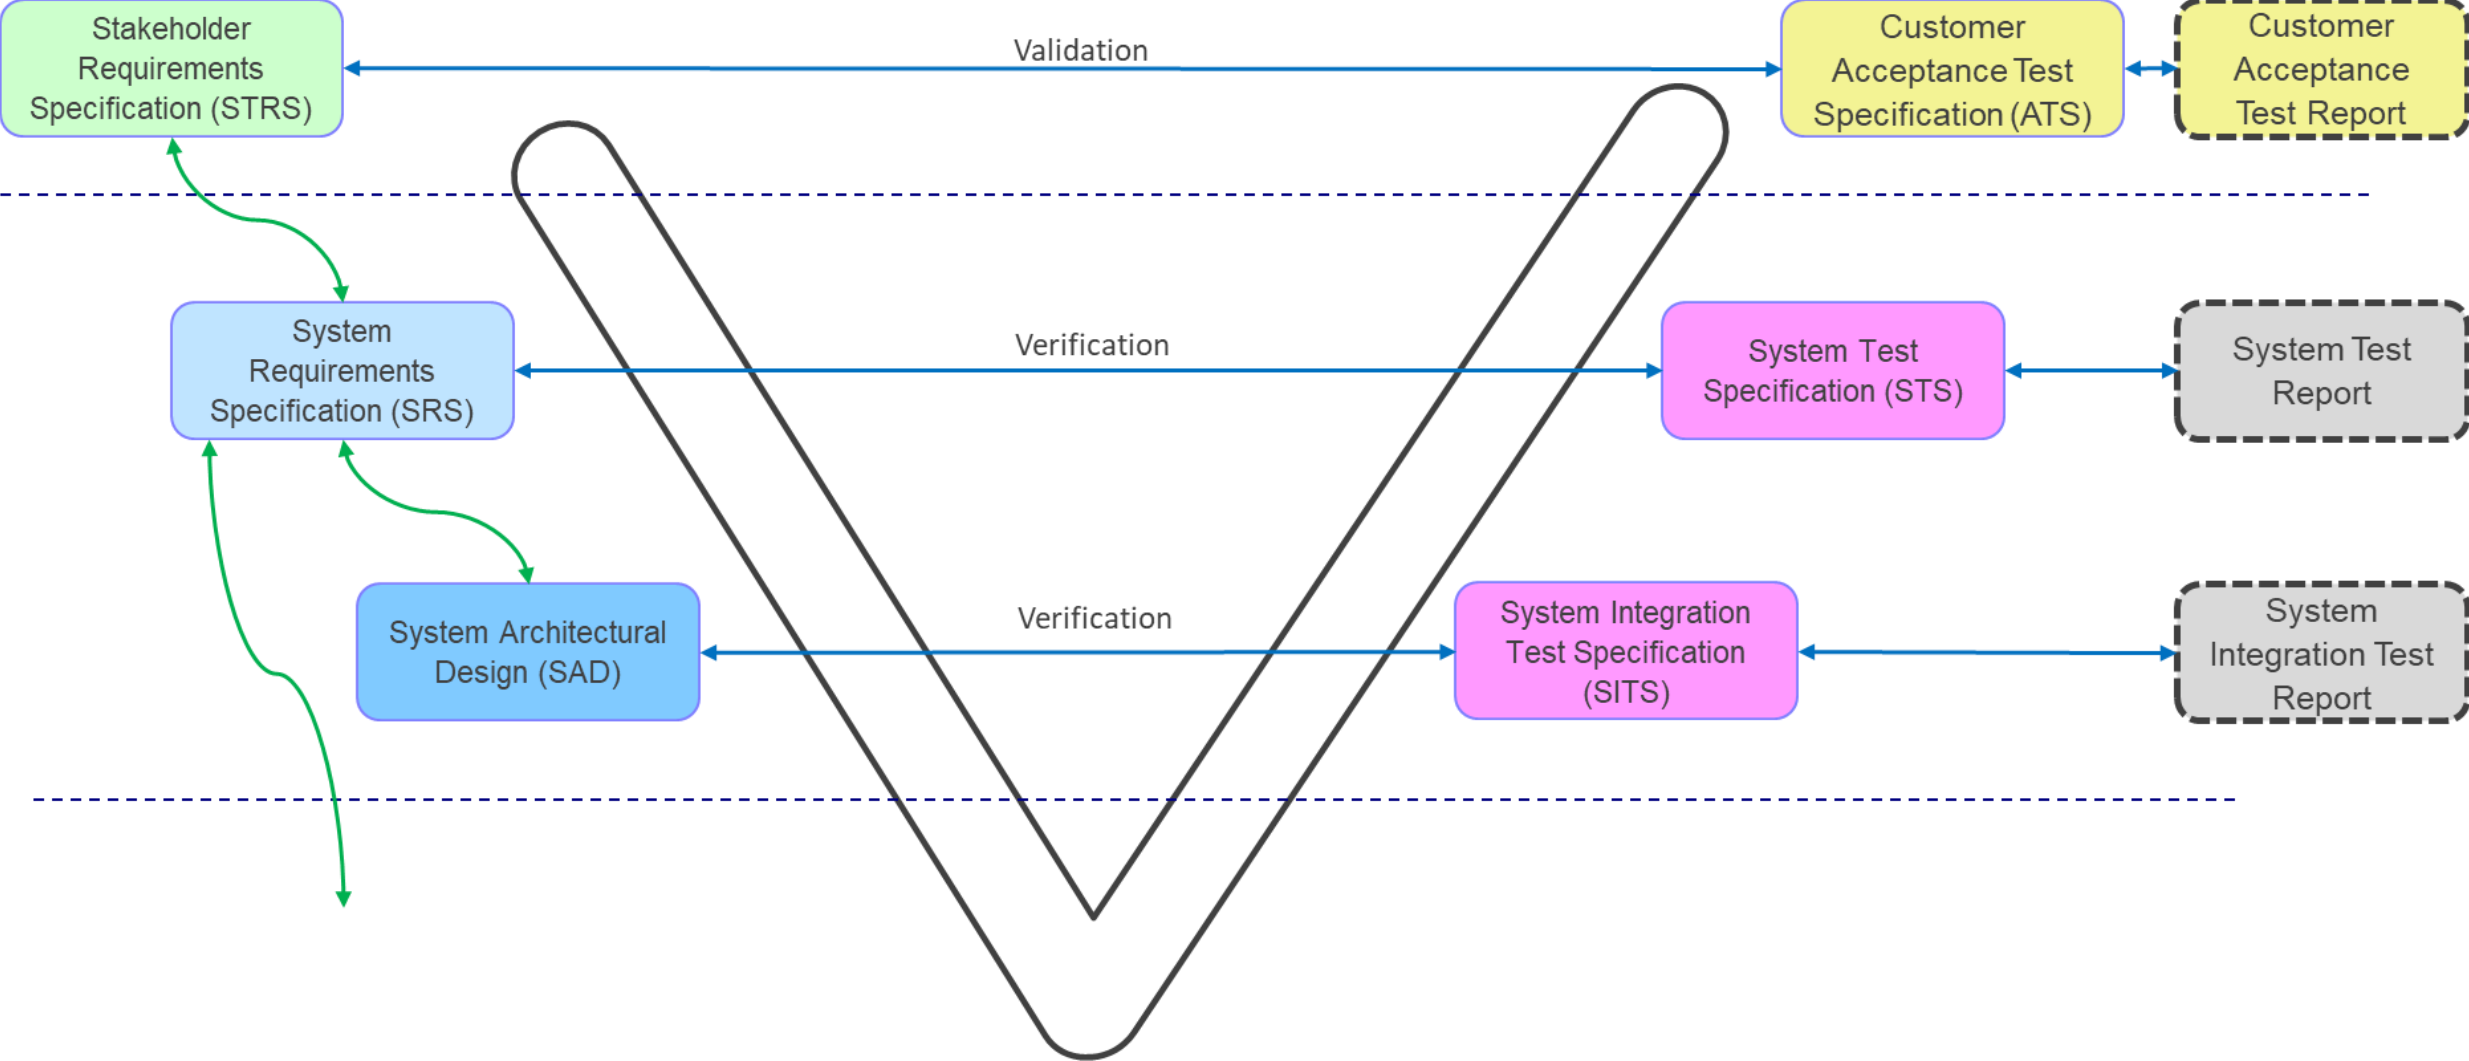 Stakeholder
Requirements
Specification (STRS)
Validation
Customer
Acceptance Test
Specification (ATS)
Customer
Acceptance
Test Report
System
Requirements
Specification (SRS)
Verification
System Test
Specification (STS)
System Test
Report
System Architectural
Design (SAD)
Verification
System Integration
Test Specification
(SITS)
System
Integration Test
Report